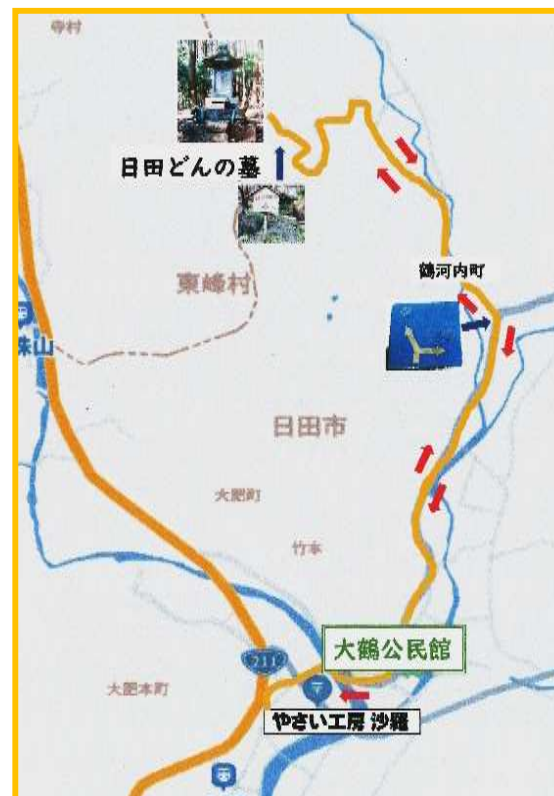 寺村
日田どんの墓
鶴河内町
東峰村
日田市
大肥町
竹本
大鶴公民館
211
大肥本町
やさい工房 沙羅